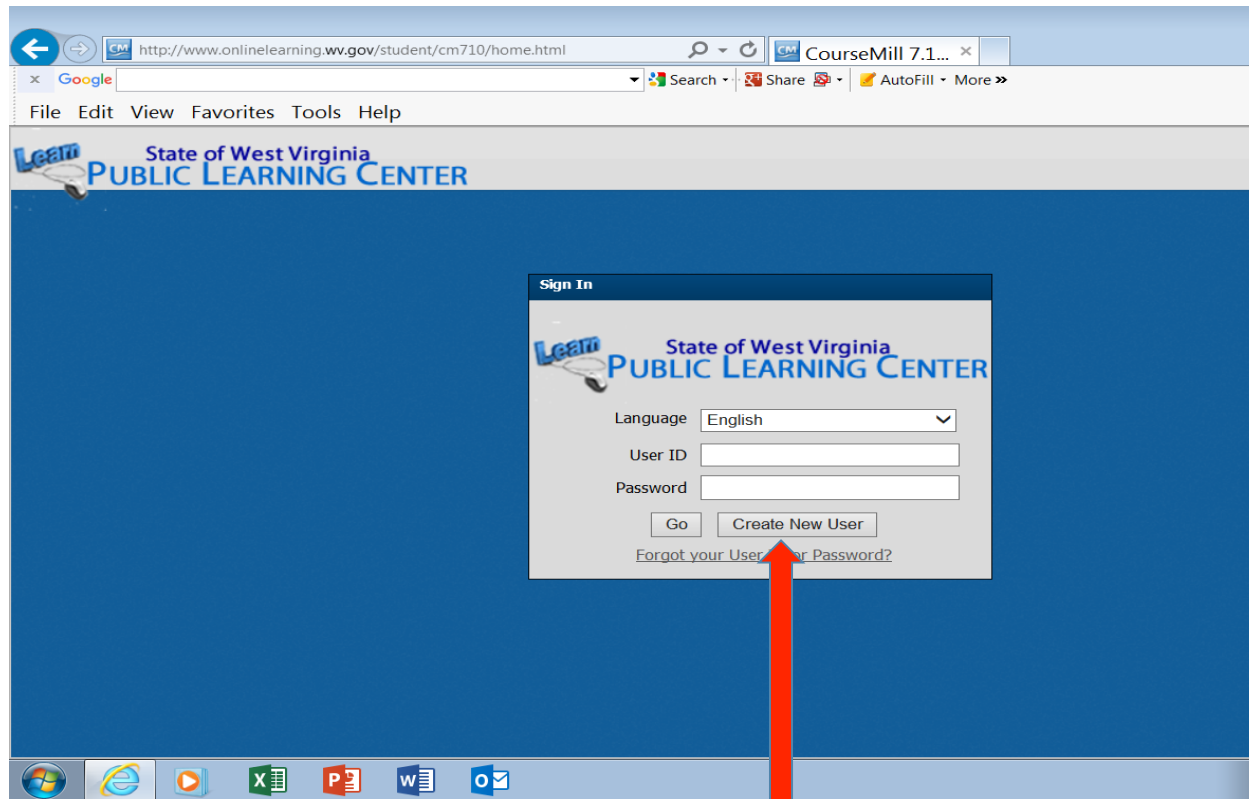 http://www.onlinelearning.wv.gov/student/cm710/home.html CM CourseMill 7.1... ×
x Google Search Share AutoFill More »
File Edit View Favorites Tools Help
Learn State of West Virginia
PUBLIC LEARNING CENTER
Sign In
Learn State of West Virginia
PUBLIC LEARNING CENTER
Language English
User ID
Password
Go Create New User
Forgot your User or Password?